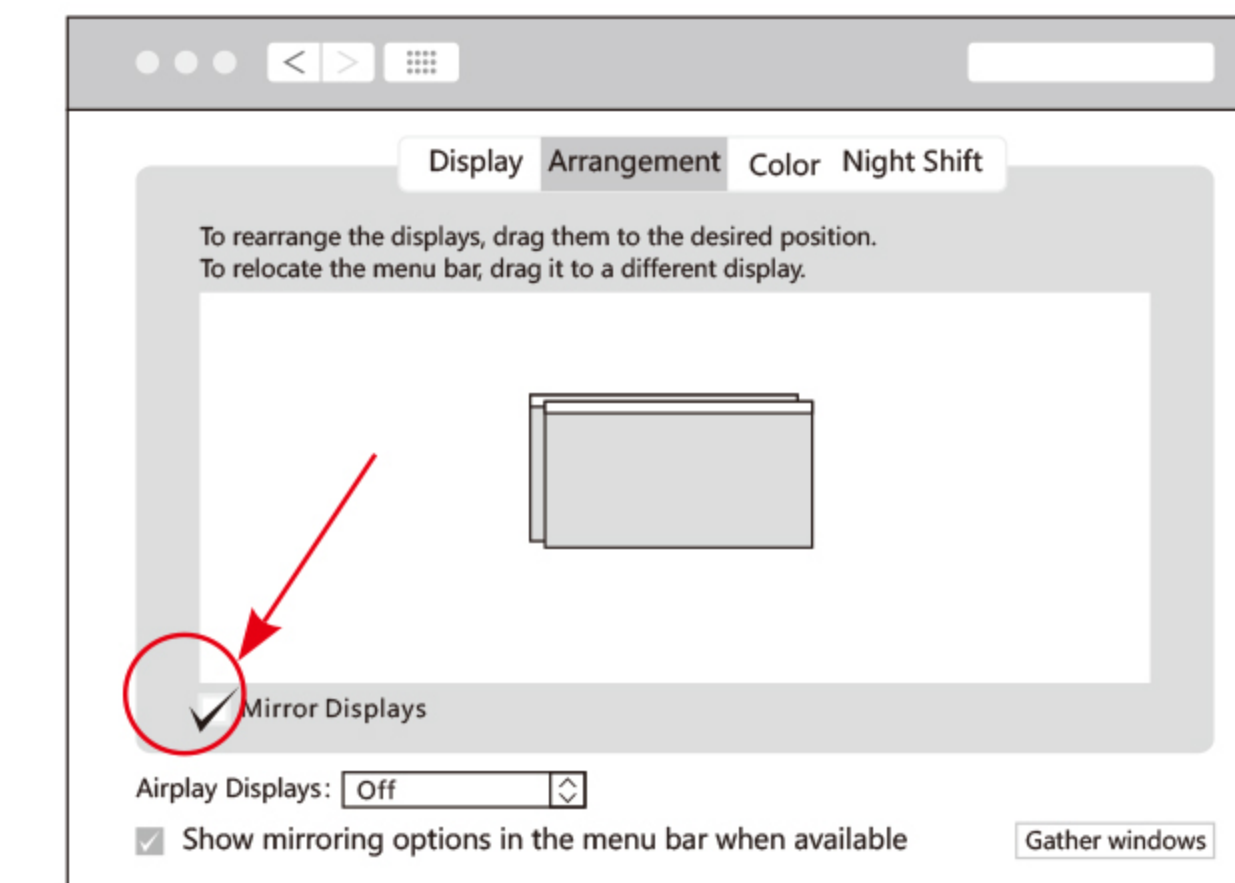 Display Arrangement Color Night Shift
To rearrange the displays, drag them to the desired position.
To relocate the menu bar, drag it to a different display.
Mirror Displays
Airplay Displays: Off
Show mirroring options in the menu bar when available Gather windows